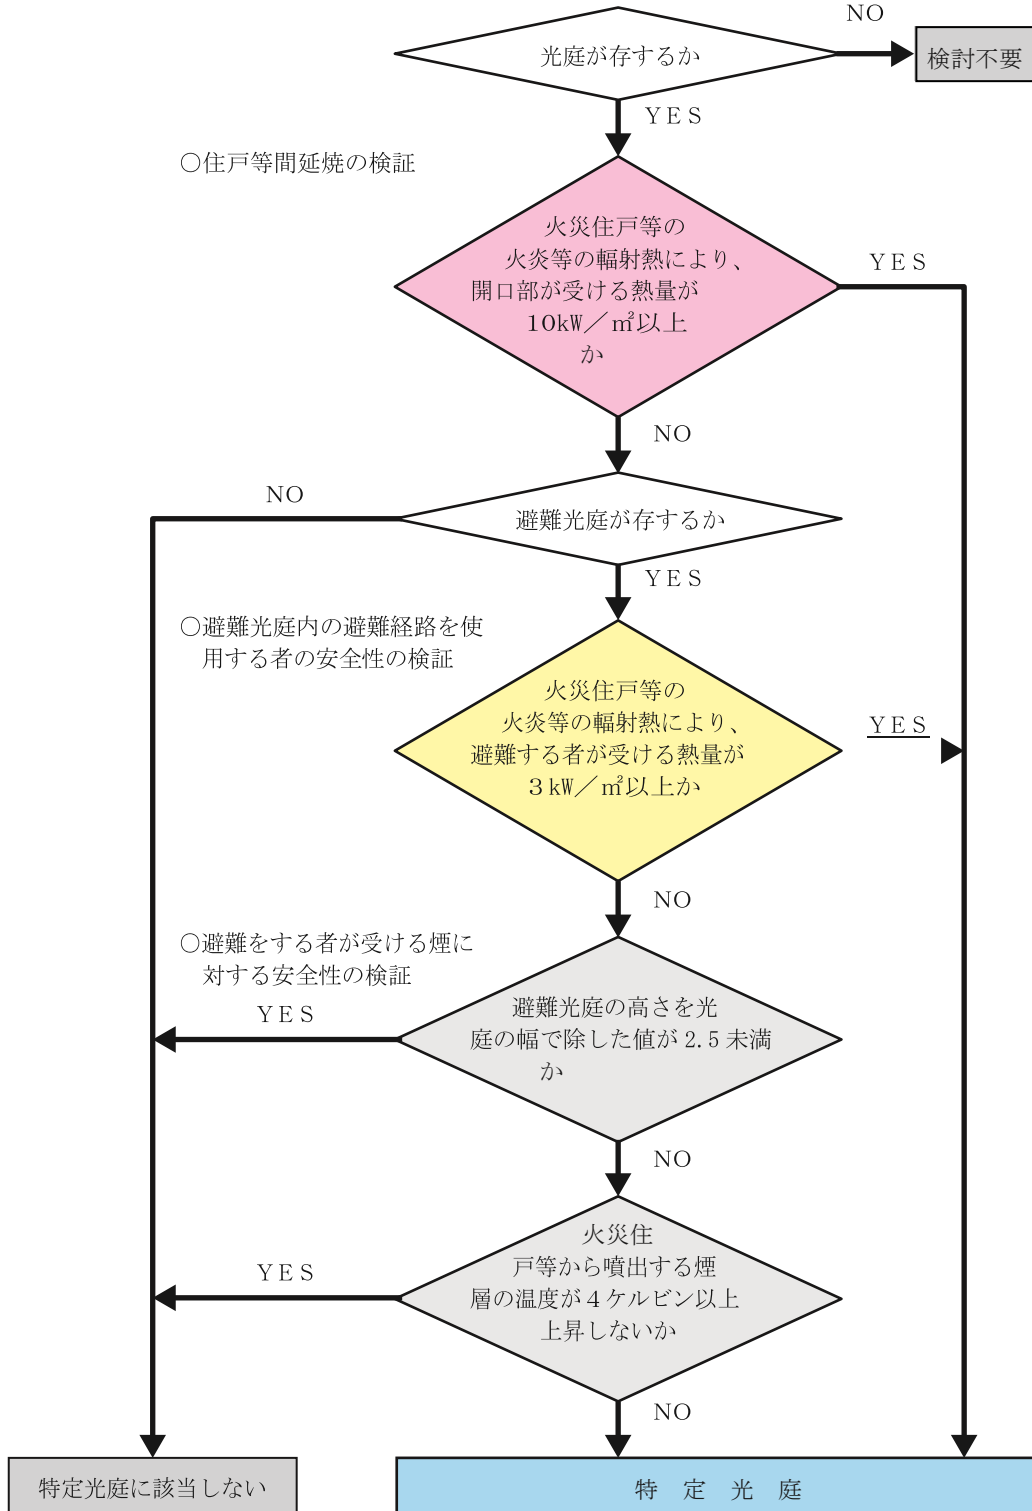 NO
光庭が存するか
検討不要
ＹＥＳ
○住戸等間延焼の検証
火災住戸等の
火炎等の輻射熱により、
開口部が受ける熱量が
10kW／㎡以上
か
ＹＥＳ
NO
NO
避難光庭が存するか
ＹＥＳ
○避難光庭内の避難経路を使
用する者の安全性の検証
火災住戸等の
火炎等の輻射熱により、
避難する者が受ける熱量が
３kW／㎡以上か
ＹＥＳ
NO
○避難をする者が受ける煙に
対する安全性の検証
ＹＥＳ
避難光庭の高さを光
庭の幅で除した値が 2.5 未満
か
NO
火災住
戸等から噴出する煙
層の温度が４ケルビン以上
上昇しないか
ＹＥＳ
NO
特定光庭に該当しない
特　定　光　庭